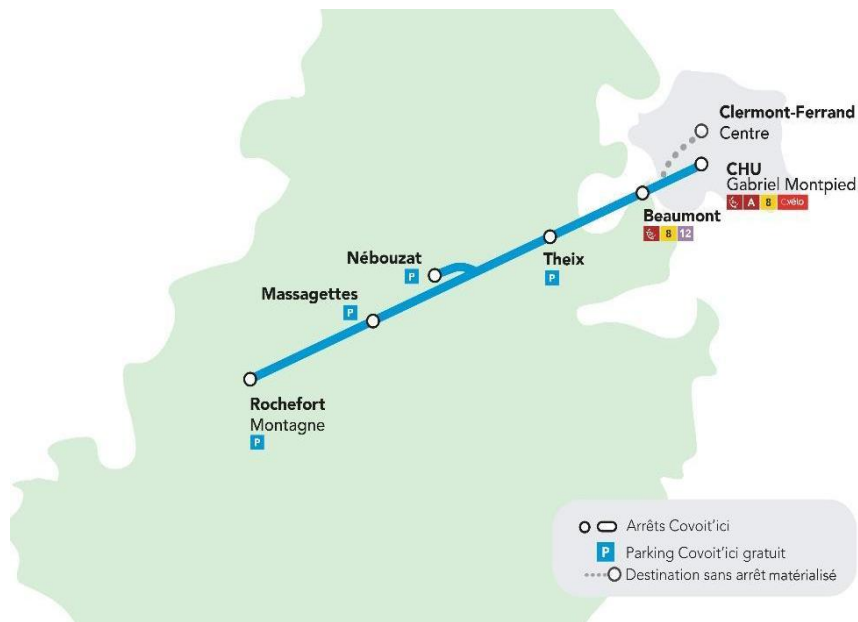 Clermont-Ferrand
Centre
CHU
Gabriel Montpied
A 8 C.vélo
Beaumont
8 12
Theix
P
Nébouzat
P
Massagettes
P
Rochefort
Montagne
P
Arrêts Covoit'ici
P Parking Covoit'ici gratuit
Destination sans arrêt matérialisé